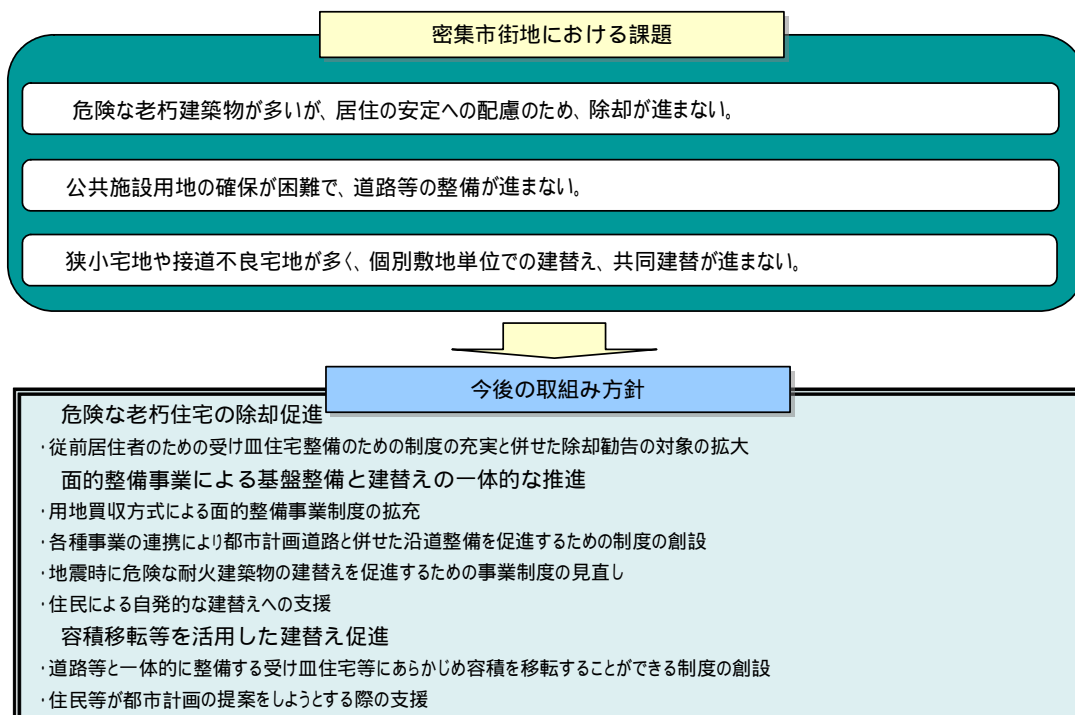 密集市街地における課題
危険な老朽建築物が多いが、居住の安定への配慮のため、除却が進まない。
公共施設用地の確保が困難で、道路等の整備が進まない。
狭小宅地や接道不良宅地が多く、個別敷地単位での建替え、共同建替が進まない。
今後の取組み方針
危険な老朽住宅の除却促進
・従前居住者のための受け皿住宅整備のための制度の充実と併せた除却勧告の対象の拡大
面的整備事業による基盤整備と建替えの一体的な推進
・用地買収方式による面的整備事業制度の拡充
・各種事業の連携により都市計画道路と併せた沿道整備を促進するための制度の創設
・地震時に危険な耐火建築物の建替えを促進するための事業制度の見直し
・住民による自発的な建替えへの支援
容積移転等を活用した建替え促進
・道路等と一体的に整備する受け皿住宅等にあらかじめ容積を移転することができる制度の創設
・住民等が都市計画の提案をしようとする際の支援